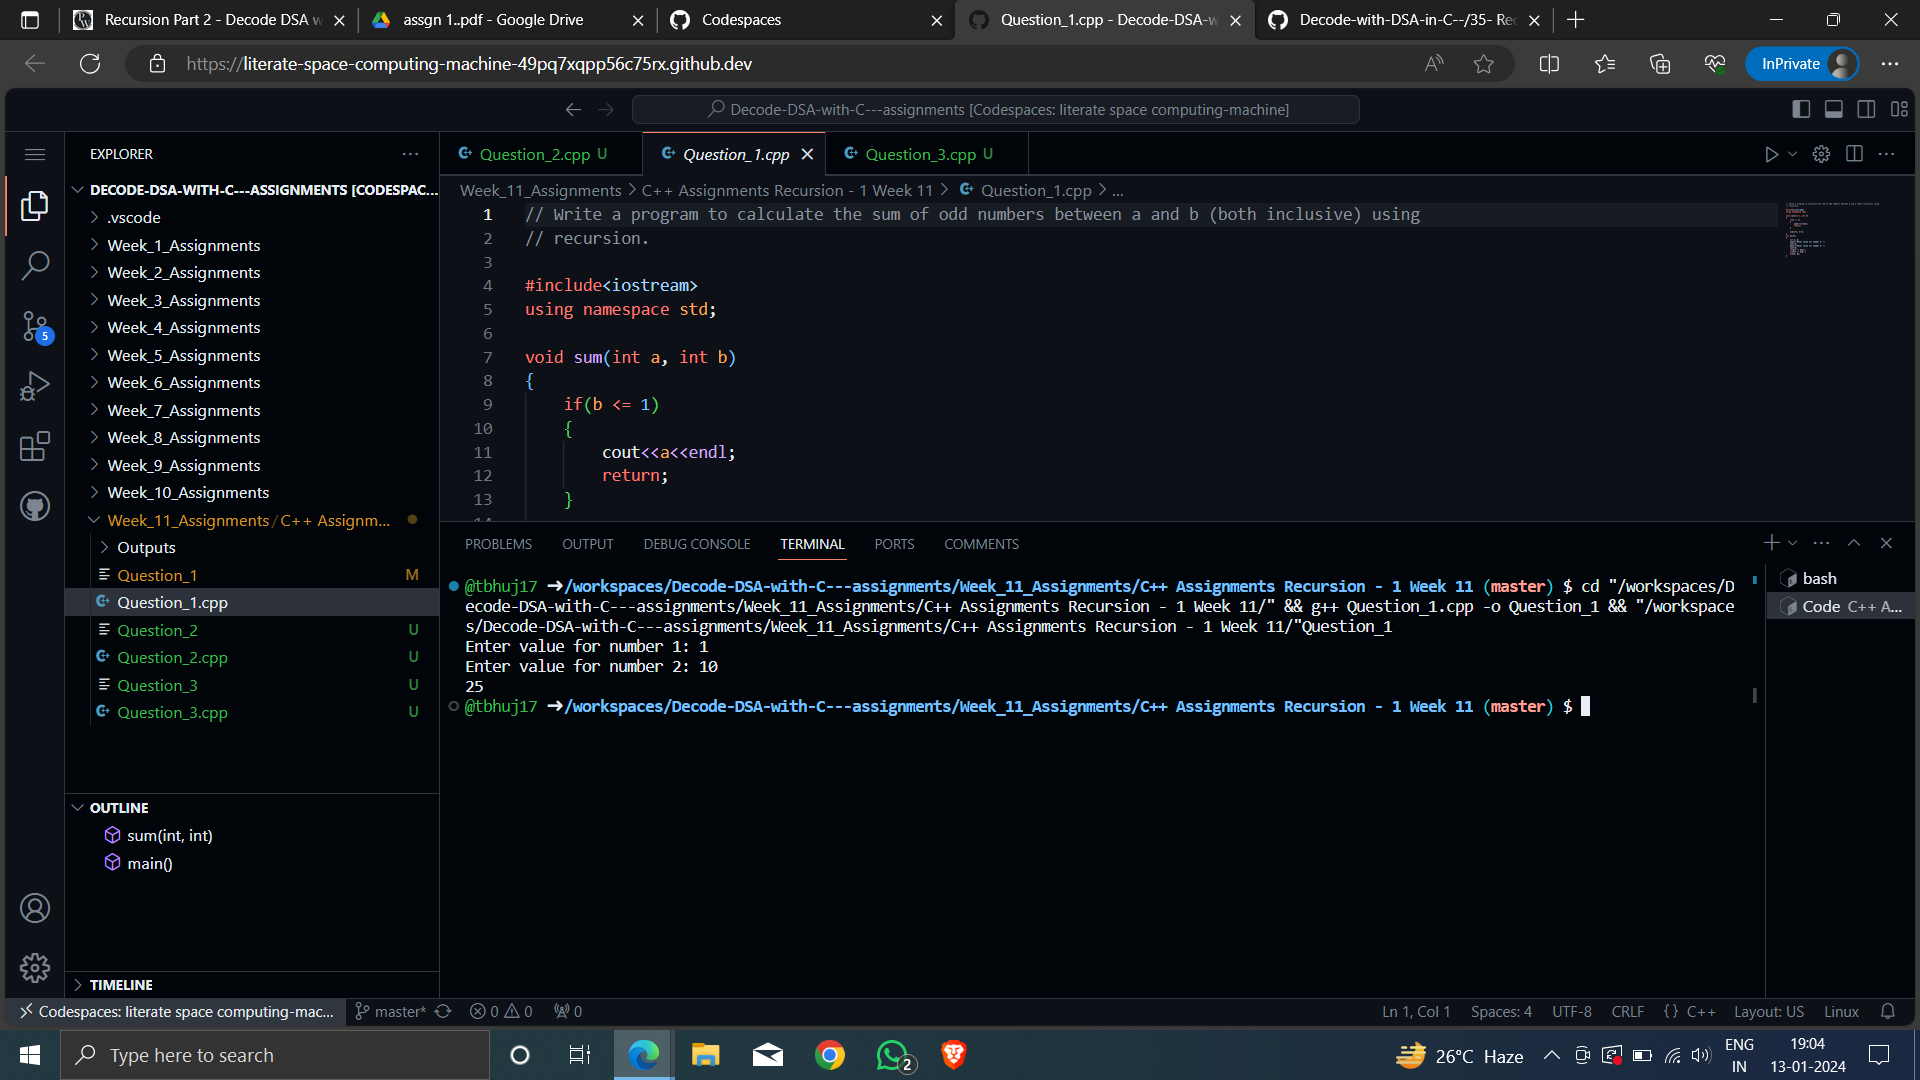 Recursion Part 2 - Decode DSA w
assgn 1..pdf - Google Drive
Codespaces
Question_1.cpp - Decode-DSA-w
Decode-with-DSA-in-C--/35- Rec
https://literate-space-computing-machine-49pq7xqpp56c75rx.github.dev
InPrivate
Decode-DSA-with-C---assignments [Codespaces: literate space computing-machine]
EXPLORER
DECODE-DSA-WITH-C---ASSIGNMENTS [CODESPAC...
.vscode
Week_1_Assignments
Week_2_Assignments
Week_3_Assignments
Week_4_Assignments
Week_5_Assignments
Week_6_Assignments
Week_7_Assignments
Week_8_Assignments
Week_9_Assignments
Week_10_Assignments
Week_11_Assignments / C++ Assignm...
Outputs
Question_1 M
Question_1.cpp
Question_2 U
Question_2.cpp U
Question_3 U
Question_3.cpp U
5
OUTLINE
sum(int, int)
main()
TIMELINE
Question_2.cpp U
Question_1.cpp
Question_3.cpp U
Week_11_Assignments > C++ Assignments Recursion - 1 Week 11 > Question_1.cpp > ...
1 // Write a program to calculate the sum of odd numbers between a and b (both inclusive) using
2 // recursion.
3
4 #include<iostream>
5 using namespace std;
6
7 void sum(int a, int b)
8 {
9 if(b <= 1)
10 {
11 cout<<a<<endl;
12 return;
13 }
PROBLEMS OUTPUT DEBUG CONSOLE TERMINAL PORTS COMMENTS
@tbhuj17 ➜/workspaces/Decode-DSA-with-C---assignments/Week_11_Assignments/C++ Assignments Recursion - 1 Week 11 (master) $ cd "/workspaces/D
ecode-DSA-with-C---assignments/Week_11_Assignments/C++ Assignments Recursion - 1 Week 11/" && g++ Question_1.cpp -o Question_1 && "/workspace
s/Decode-DSA-with-C---assignments/Week_11_Assignments/C++ Assignments Recursion - 1 Week 11/"Question_1
Enter value for number 1: 1
Enter value for number 2: 10
25
@tbhuj17 ➜/workspaces/Decode-DSA-with-C---assignments/Week_11_Assignments/C++ Assignments Recursion - 1 Week 11 (master) $
bash
Code C++ A...
Codespaces: literate space computing-mac...
master*
0 0
0
Ln 1, Col 1
Spaces: 4
UTF-8
CRLF
{} C++
Layout: US
Linux
Type here to search
2
26°C Haze
ENG
IN
19:04
13-01-2024